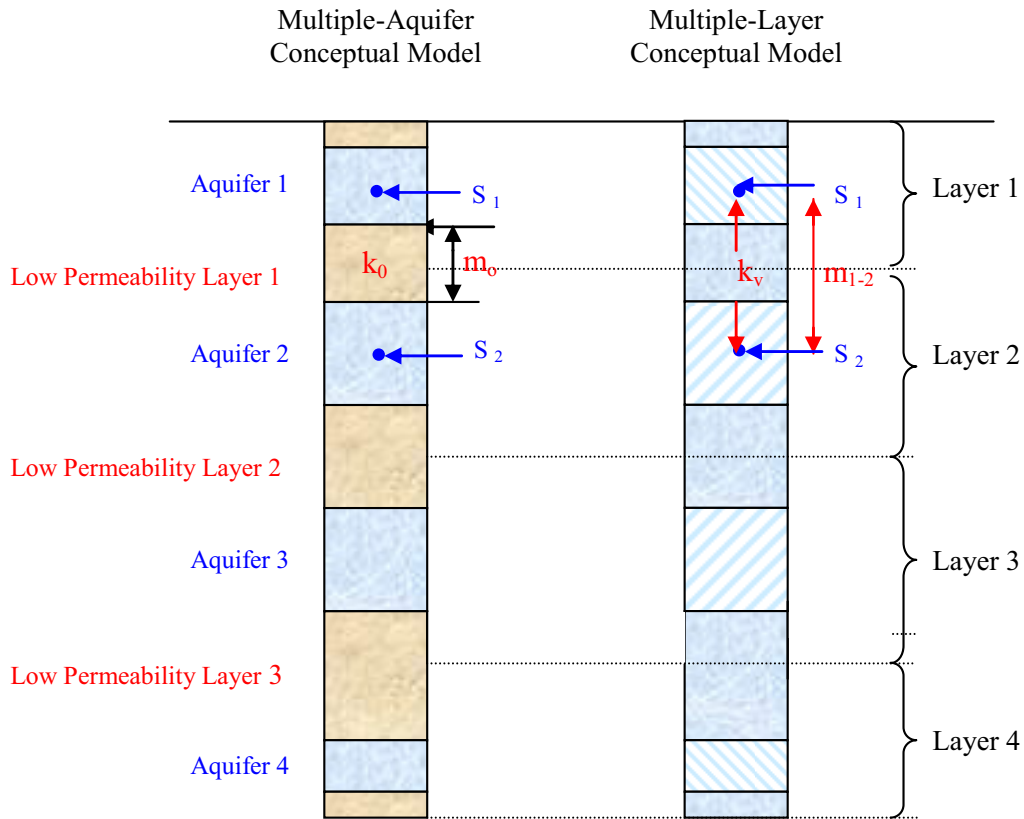 Multiple-Aquifer
Conceptual Model
Multiple-Layer
Conceptual Model
Aquifer 1
S 1
S 1
Layer 1
Low Permeability Layer 1
k0
mo
kv
m1-2
Aquifer 2
S 2
S 2
Layer 2
Low Permeability Layer 2
Aquifer 3
Layer 3
Low Permeability Layer 3
Aquifer 4
Layer 4